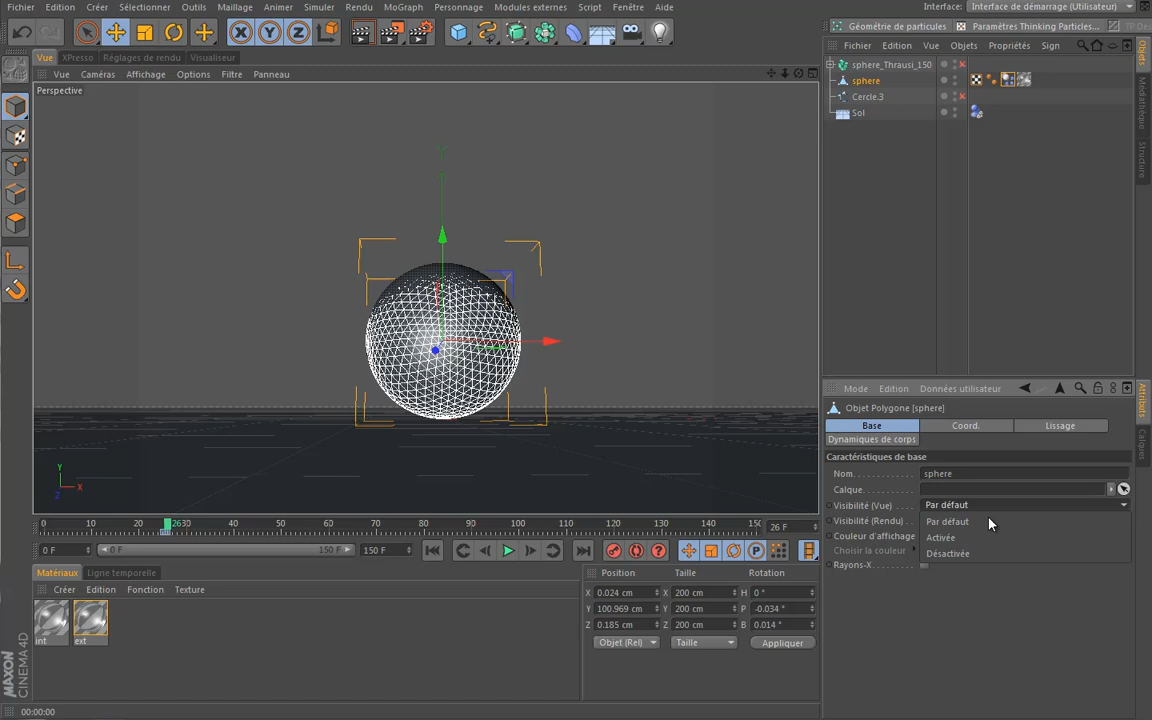 Fichier Edition Créer Sélectionner Outils Maillage Animer Simuler Rendu MoGraph Personnage Modules externes Script Fenêtre Aide
Interface: Interface de démarrage (Utilisateur)
Géométrie de particules Paramètres Thinking Particles...
Vue XPresso Réglages de rendu Visualiseur
Vue Caméras Affichage Options Filtre Panneau
Perspective
Fichier Edition Vue Objets Propriétés Sign
sphere_Thrausi_150
sphere
Cercle.3
Sol
Objets
Médiathèque
Structure
Y
X
Z
Mode Edition Données utilisateur
Attributs
Calques
Objet Polygone [sphere]
Base Coord. Lissage
Dynamiques de corps
Caractéristiques de base
Nom. sphere
Calque.
Visibilité (Vue) Par défaut
Visibilité (Rendu)
Couleur d'affichage
Choisir la couleur
Rayons-X
Par défaut
Activée
Désactivée
0 10 20 2630 40 50 60 70 80 90 100 110 120 130 140 150 26 F
0 F 0 F 150 F 150 F
Matériaux Ligne temporelle
Créer Edition Fonction Texture
int ext
Position Taille Rotation
X 0.024 cm X 200 cm H 0 °
Y 100.969 cm Y 200 cm P -0.034 °
Z 0.185 cm Z 200 cm B 0.014 °
Objet (Rel) Taille Appliquer
MAXON
CINEMA 4D
00:00:00